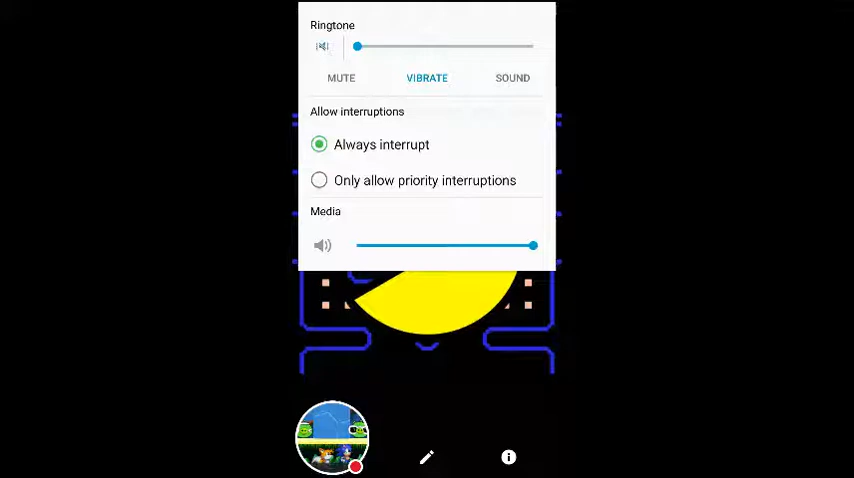 Ringtone
MUTE VIBRATE SOUND
Allow interruptions
Always interrupt
Only allow priority interruptions
Media